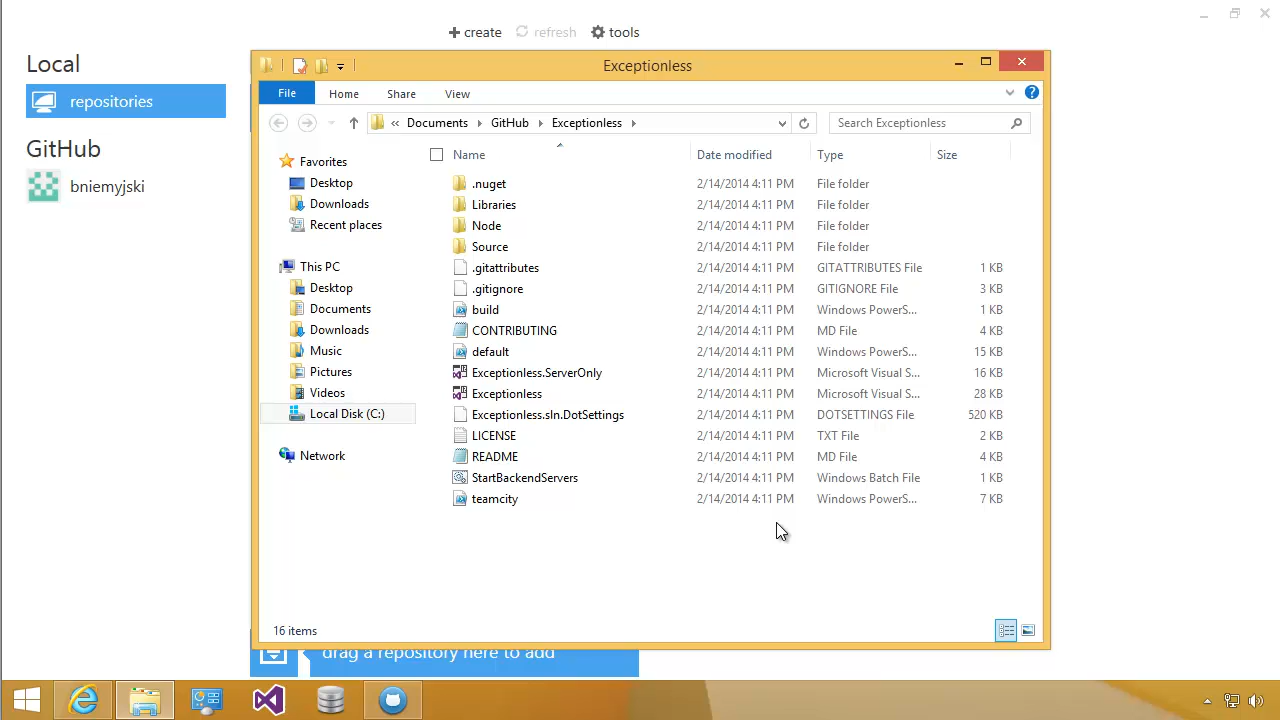 create refresh tools
Local
repositories
GitHub
bniemyjski
Exceptionless
File Home Share View
« Documents GitHub Exceptionless
Search Exceptionless
Favorites
Desktop
Downloads
Recent places
This PC
Desktop
Documents
Downloads
Music
Pictures
Videos
Local Disk (C:)
Network
Name Date modified Type Size
.nuget 2/14/2014 4:11 PM File folder
Libraries 2/14/2014 4:11 PM File folder
Node 2/14/2014 4:11 PM File folder
Source 2/14/2014 4:11 PM File folder
.gitattributes 2/14/2014 4:11 PM GITATTRIBUTES File 1 KB
.gitignore 2/14/2014 4:11 PM GITIGNORE File 3 KB
build 2/14/2014 4:11 PM Windows PowerS... 1 KB
CONTRIBUTING 2/14/2014 4:11 PM MD File 4 KB
default 2/14/2014 4:11 PM Windows PowerS... 15 KB
Exceptionless.ServerOnly 2/14/2014 4:11 PM Microsoft Visual S... 16 KB
Exceptionless 2/14/2014 4:11 PM Microsoft Visual S... 28 KB
Exceptionless.sln.DotSettings 2/14/2014 4:11 PM DOTSETTINGS File 520 KB
LICENSE 2/14/2014 4:11 PM TXT File 2 KB
README 2/14/2014 4:11 PM MD File 4 KB
StartBackendServers 2/14/2014 4:11 PM Windows Batch File 1 KB
teamcity 2/14/2014 4:11 PM Windows PowerS... 7 KB
16 items
drag a repository here to add